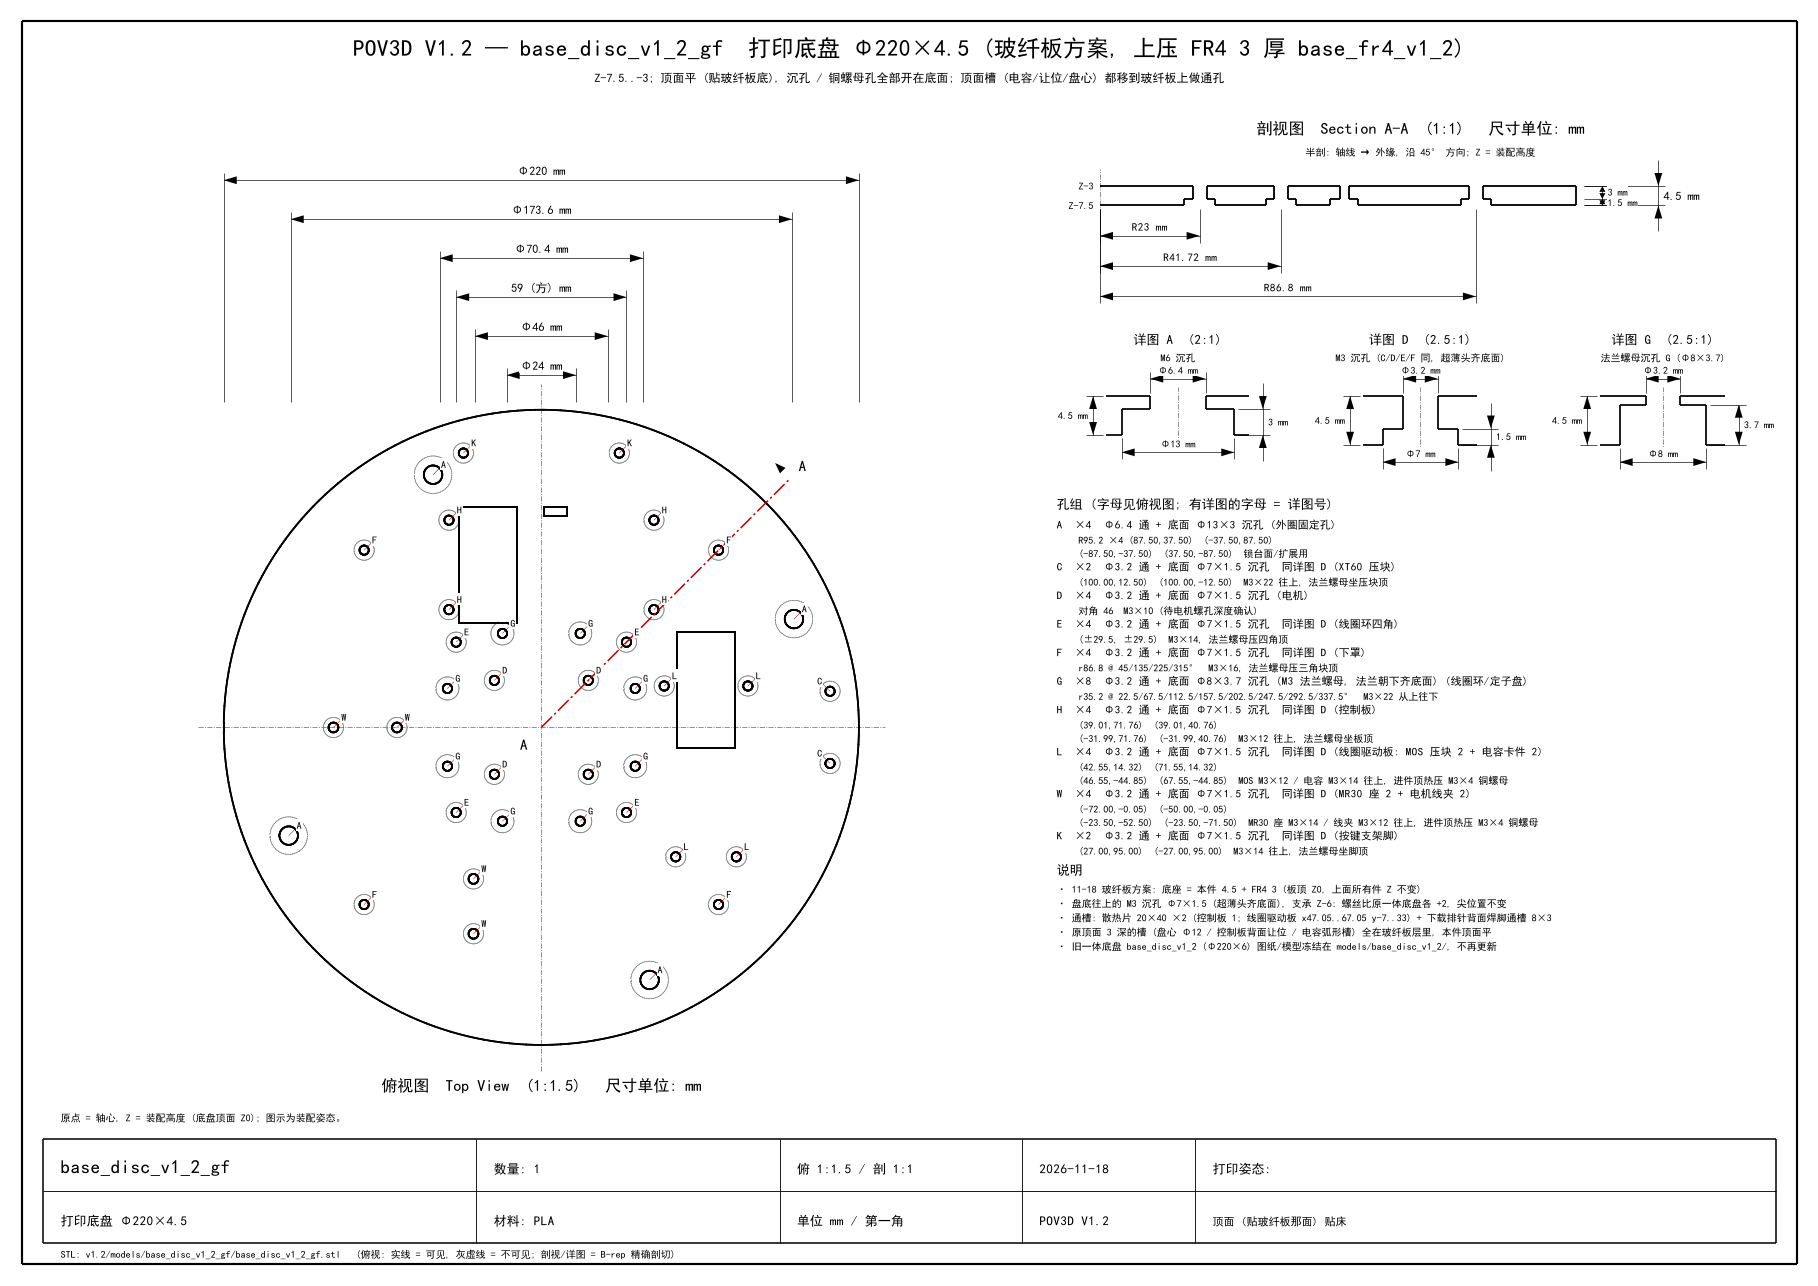 POV3D V1.2 — base_disc_v1_2_gf  打印底盘 Φ220×4.5 (玻纤板方案, 上压 FR4 3 厚 base_fr4_v1_2)
Z-7.5..-3; 顶面平 (贴玻纤板底), 沉孔 / 铜螺母孔全部开在底面; 顶面槽 (电容/让位/盘心) 都移到玻纤板上做通孔
Φ220 mm
Φ173.6 mm
Φ70.4 mm
59 (方) mm
Φ46 mm
Φ24 mm
K
K
A
A
H
H
F
F
H
H
A
G
G
E
E
D
D
G
G
L
L
C
W
W
A
G
G
D
D
C
E
E
G
G
A
L
L
W
F
F
W
A
俯视图  Top View  (1:1.5)  尺寸单位: mm
剖视图  Section A-A  (1:1)  尺寸单位: mm
半剖: 轴线 → 外缘, 沿 45° 方向; Z = 装配高度
Z-3
Z-7.5
3 mm
1.5 mm
4.5 mm
R23 mm
R41.72 mm
R86.8 mm
详图 A  (2:1)
M6 沉孔
Φ6.4 mm
4.5 mm
3 mm
Φ13 mm
详图 D  (2.5:1)
M3 沉孔 (C/D/E/F 同, 超薄头齐底面)
Φ3.2 mm
4.5 mm
1.5 mm
Φ7 mm
详图 G  (2.5:1)
法兰螺母沉孔 G (Φ8×3.7)
Φ3.2 mm
4.5 mm
3.7 mm
Φ8 mm
孔组 (字母见俯视图; 有详图的字母 = 详图号)
A  ×4  Φ6.4 通 + 底面 Φ13×3 沉孔 (外圈固定孔)
R95.2 ×4 (87.50,37.50)  (-37.50,87.50)
(-87.50,-37.50)  (37.50,-87.50)  锁台面/扩展用
C  ×2  Φ3.2 通 + 底面 Φ7×1.5 沉孔  同详图 D (XT60 压块)
(100.00,12.50)  (100.00,-12.50)  M3×22 往上, 法兰螺母坐压块顶
D  ×4  Φ3.2 通 + 底面 Φ7×1.5 沉孔 (电机)
对角 46  M3×10 (待电机螺孔深度确认)
E  ×4  Φ3.2 通 + 底面 Φ7×1.5 沉孔  同详图 D (线圈环四角)
(±29.5, ±29.5)  M3×14, 法兰螺母压四角顶
F  ×4  Φ3.2 通 + 底面 Φ7×1.5 沉孔  同详图 D (下罩)
r86.8 @ 45/135/225/315°  M3×16, 法兰螺母压三角块顶
G  ×8  Φ3.2 通 + 底面 Φ8×3.7 沉孔 (M3 法兰螺母, 法兰朝下齐底面) (线圈环/定子盘)
r35.2 @ 22.5/67.5/112.5/157.5/202.5/247.5/292.5/337.5°  M3×22 从上往下
H  ×4  Φ3.2 通 + 底面 Φ7×1.5 沉孔  同详图 D (控制板)
(39.01,71.76)  (39.01,40.76)
(-31.99,71.76)  (-31.99,40.76)  M3×12 往上, 法兰螺母坐板顶
L  ×4  Φ3.2 通 + 底面 Φ7×1.5 沉孔  同详图 D (线圈驱动板: MOS 压块 2 + 电容卡件 2)
(42.55,14.32)  (71.55,14.32)
(46.55,-44.85)  (67.55,-44.85)  MOS M3×12 / 电容 M3×14 往上, 进件顶热压 M3×4 铜螺母
W  ×4  Φ3.2 通 + 底面 Φ7×1.5 沉孔  同详图 D (MR30 座 2 + 电机线夹 2)
(-72.00,-0.05)  (-50.00,-0.05)
(-23.50,-52.50)  (-23.50,-71.50)  MR30 座 M3×14 / 线夹 M3×12 往上, 进件顶热压 M3×4 铜螺母
K  ×2  Φ3.2 通 + 底面 Φ7×1.5 沉孔  同详图 D (按键支架脚)
(27.00,95.00)  (-27.00,95.00)  M3×14 往上, 法兰螺母坐脚顶
说明
· 11-18 玻纤板方案: 底座 = 本件 4.5 + FR4 3 (板顶 Z0, 上面所有件 Z 不变)
· 盘底往上的 M3 沉孔 Φ7×1.5 (超薄头齐底面), 支承 Z-6: 螺丝比原一体底盘各 +2, 尖位置不变
· 通槽: 散热片 20×40 ×2 (控制板 1; 线圈驱动板 x47.05..67.05 y-7..33) + 下载排针背面焊脚通槽 8×3
· 原顶面 3 深的槽 (盘心 Φ12 / 控制板背面让位 / 电容弧形槽) 全在玻纤板层里, 本件顶面平
· 旧一体底盘 base_disc_v1_2 (Φ220×6) 图纸/模型冻结在 models/base_disc_v1_2/, 不再更新
原点 = 轴心, Z = 装配高度 (底盘顶面 Z0); 图示为装配姿态。
base_disc_v1_2_gf
数量: 1
俯 1:1.5 / 剖 1:1
2026-11-18
打印姿态:
打印底盘 Φ220×4.5
材料: PLA
单位 mm / 第一角
POV3D V1.2
顶面 (贴玻纤板那面) 贴床
STL: v1.2/models/base_disc_v1_2_gf/base_disc_v1_2_gf.stl  (俯视: 实线 = 可见, 灰虚线 = 不可见; 剖视/详图 = B-rep 精确剖切)